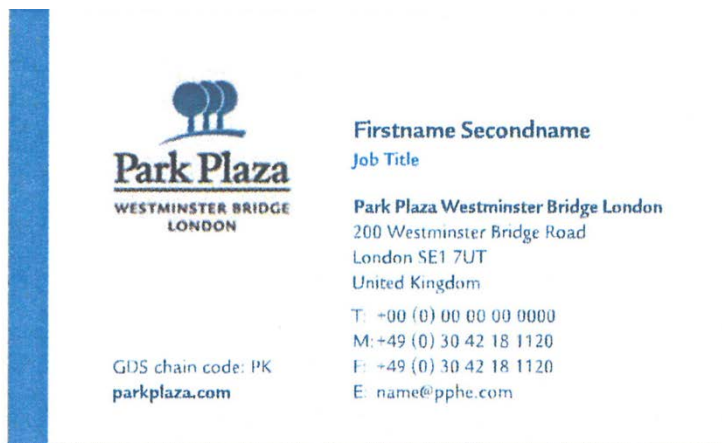 Park Plaza
WESTMINSTER BRIDGE
LONDON
GDS chain code: PK
parkplaza.com
Firstname Secondname
Job Title
Park Plaza Westminster Bridge London
200 Westminster Bridge Road
London SE1 7UT
United Kingdom
T: +00 (0) 00 00 00 0000
M: +49 (0) 30 42 18 1120
F: +49 (0) 30 42 18 1120
E: name@pphe.com